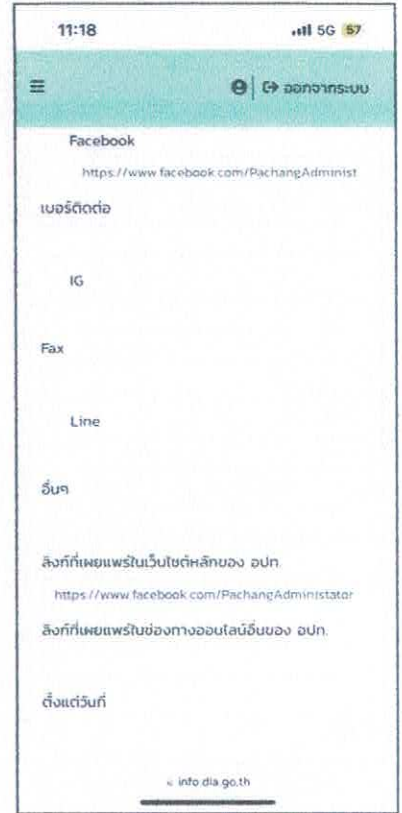 11:18 5G 57
ออกจากระบบ
Facebook
https://www.facebook.com/PachangAdminist
เบอร์ติดต่อ
IG
Fax
Line
อื่นๆ
ลิงก์ที่เผยแพร่ในเว็บไซต์หลักของ อปท.
https://www.facebook.com/PachangAdministator
ลิงก์ที่เผยแพร่ในช่องทางออนไลน์อื่นของ อปท.
ตั้งแต่วันที่
info.dla.go.th